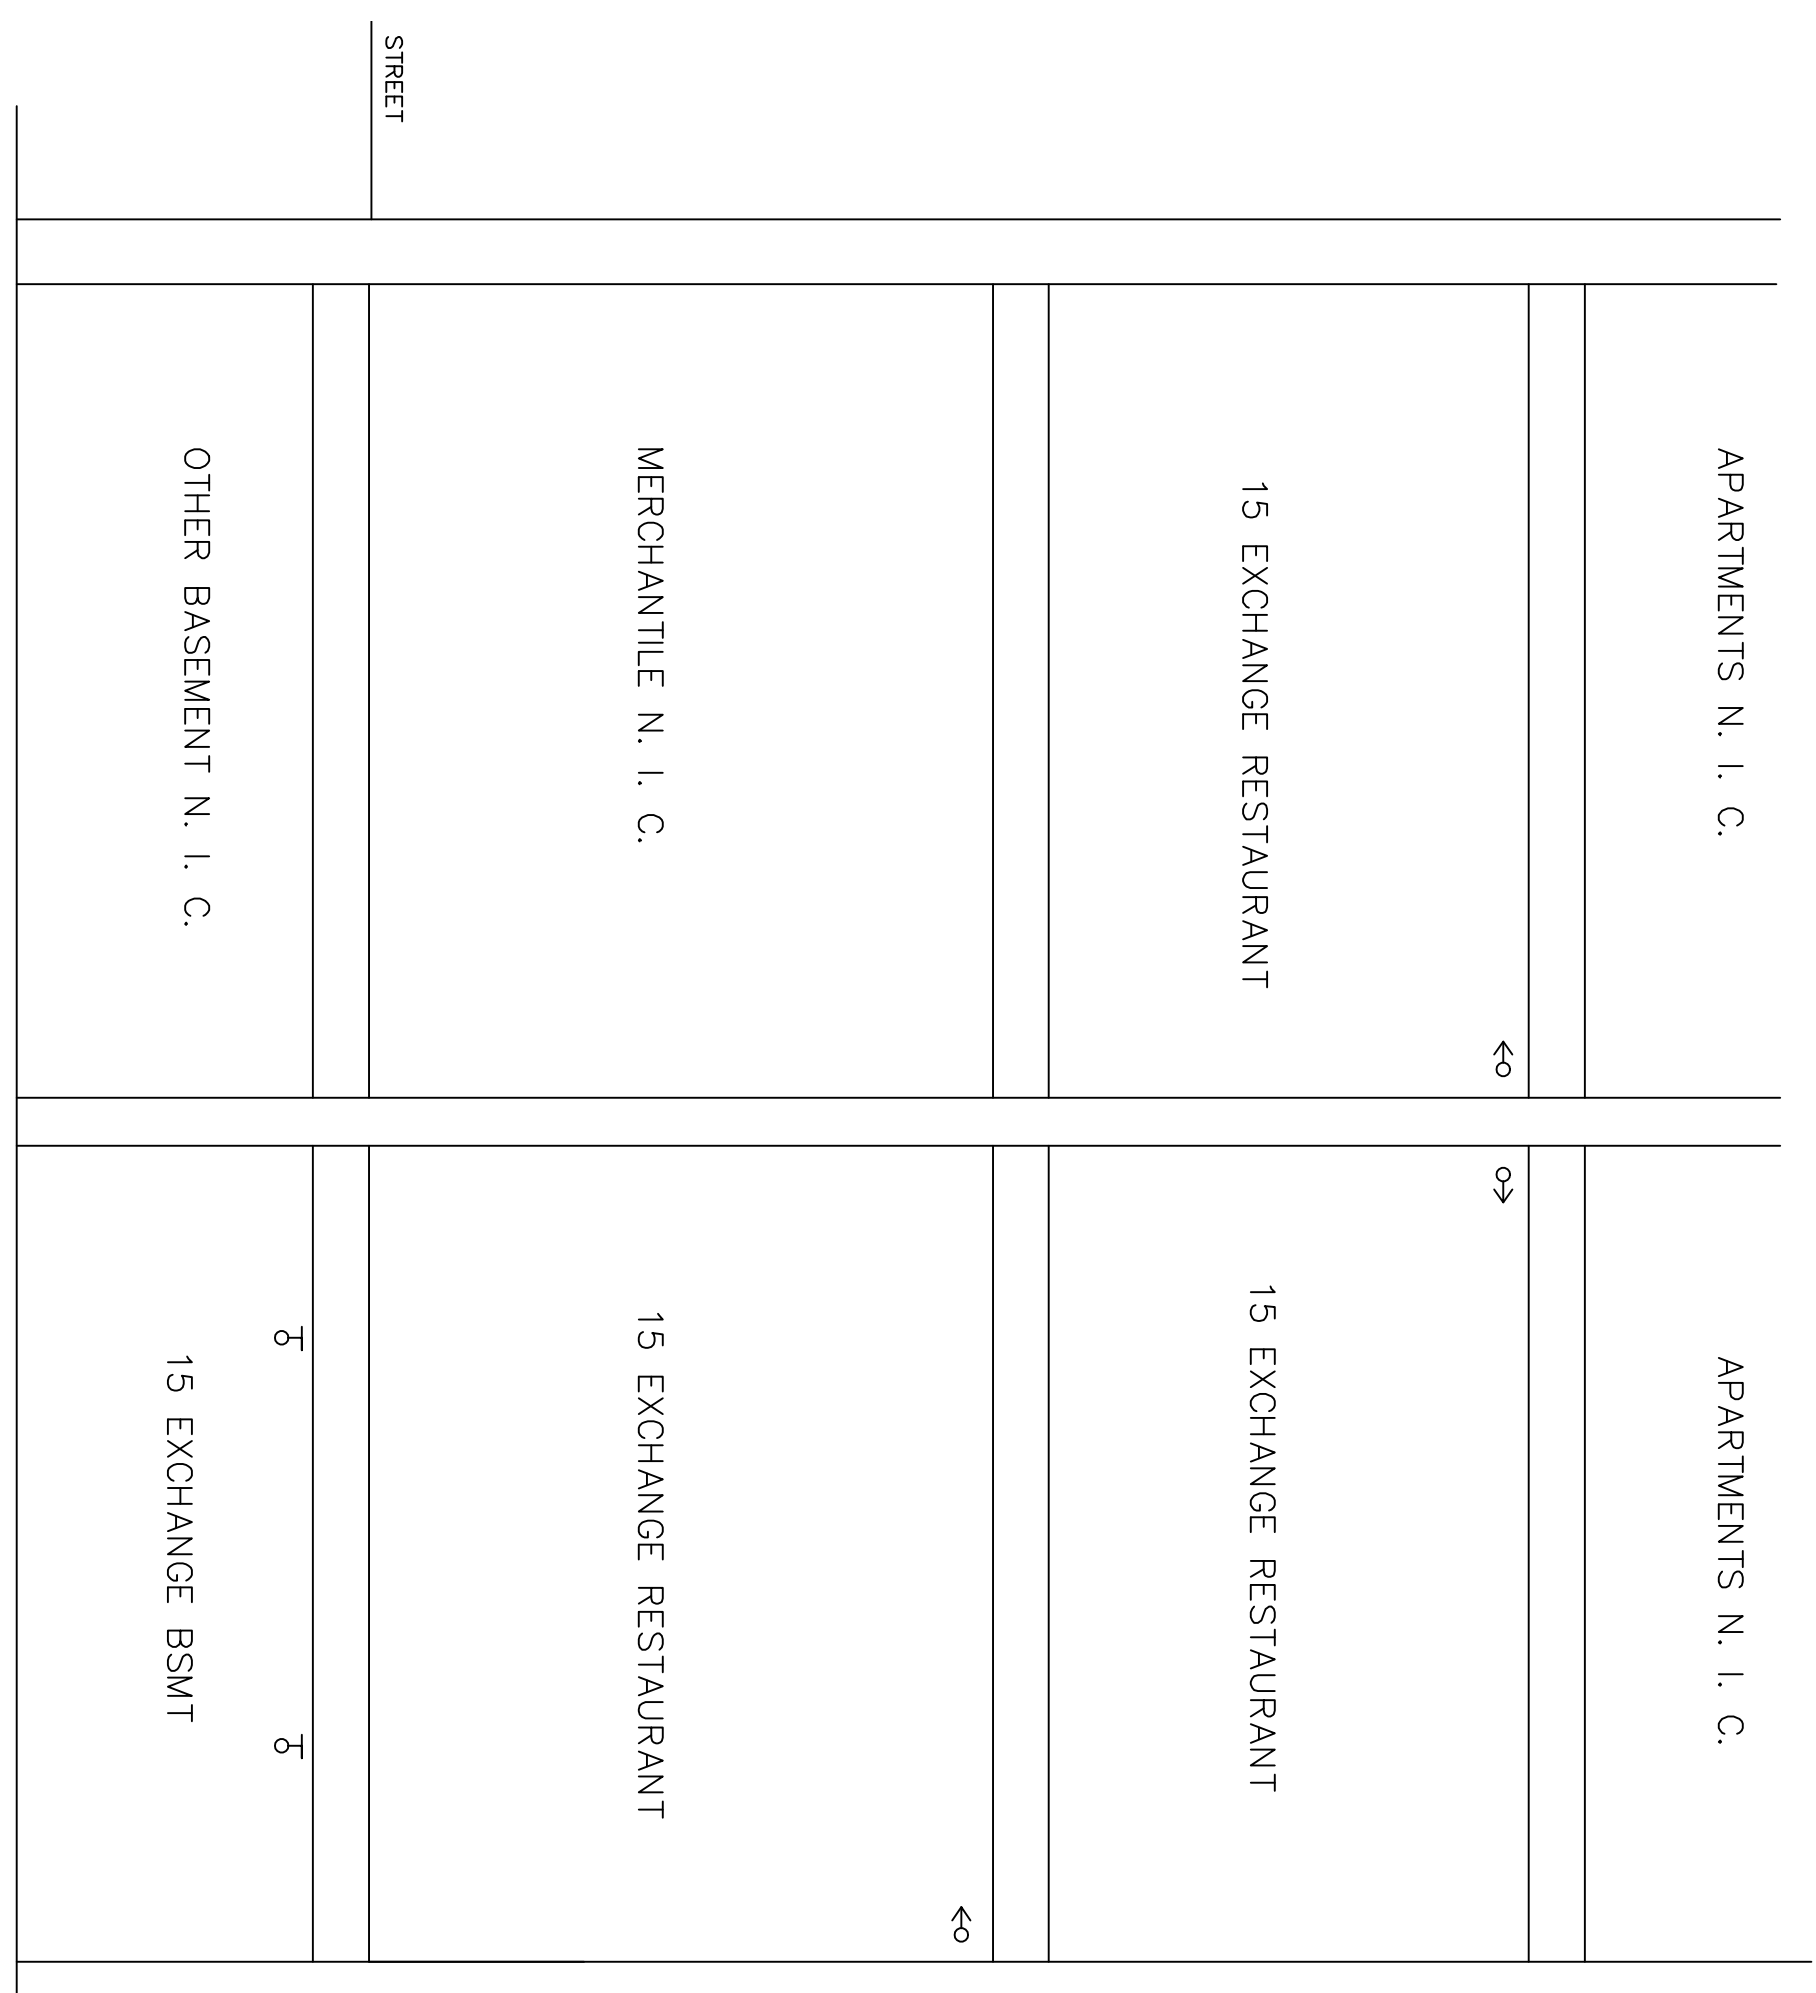 STREET
APARTMENTS N. I. C.
15 EXCHANGE RESTAURANT
MERCHANTILE N. I. C.
OTHER BASEMENT N. I. C.
APARTMENTS N. I. C.
15 EXCHANGE RESTAURANT
15 EXCHANGE RESTAURANT
15 EXCHANGE BSMT